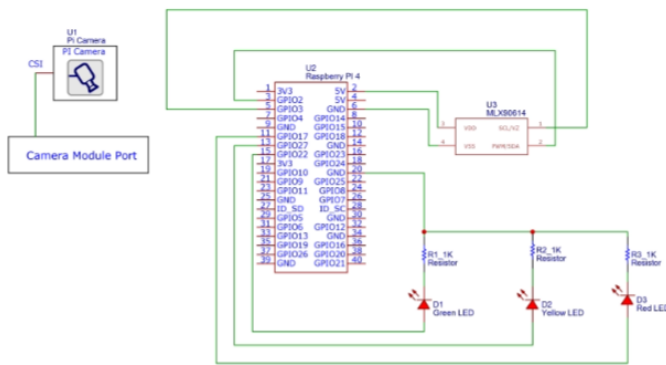 U1
Pi Camera
PI Camera
CSI
Camera Module Port
U2
Raspberry PI 4
1 3V3 5V 2
3 GPIO2 5V 4
5 GPIO3 GND 6
7 GPIO4 GPIO14 8
9 GND GPIO15 10
11 GPIO17 GPIO18 12
13 GPIO27 GND 14
15 GPIO22 GPIO23 16
17 3V3 GPIO24 18
19 GPIO10 GND 20
21 GPIO9 GPIO25 22
23 GPIO11 GPIO8 24
25 GND GPIO7 26
27 ID_SD ID_SC 28
29 GPIO5 GND 30
31 GPIO6 GPIO12 32
33 GPIO13 GND 34
35 GPIO19 GPIO16 36
37 GPIO26 GPIO20 38
39 GND GPIO21 40
U3
MLX90614
3 VDD SCL/VZ 1
4 VSS PWM/SDA 2
R1_1K
Resistor
R2_1K
Resistor
R3_1K
Resistor
D1
Green LED
D2
Yellow LED
D3
Red LE